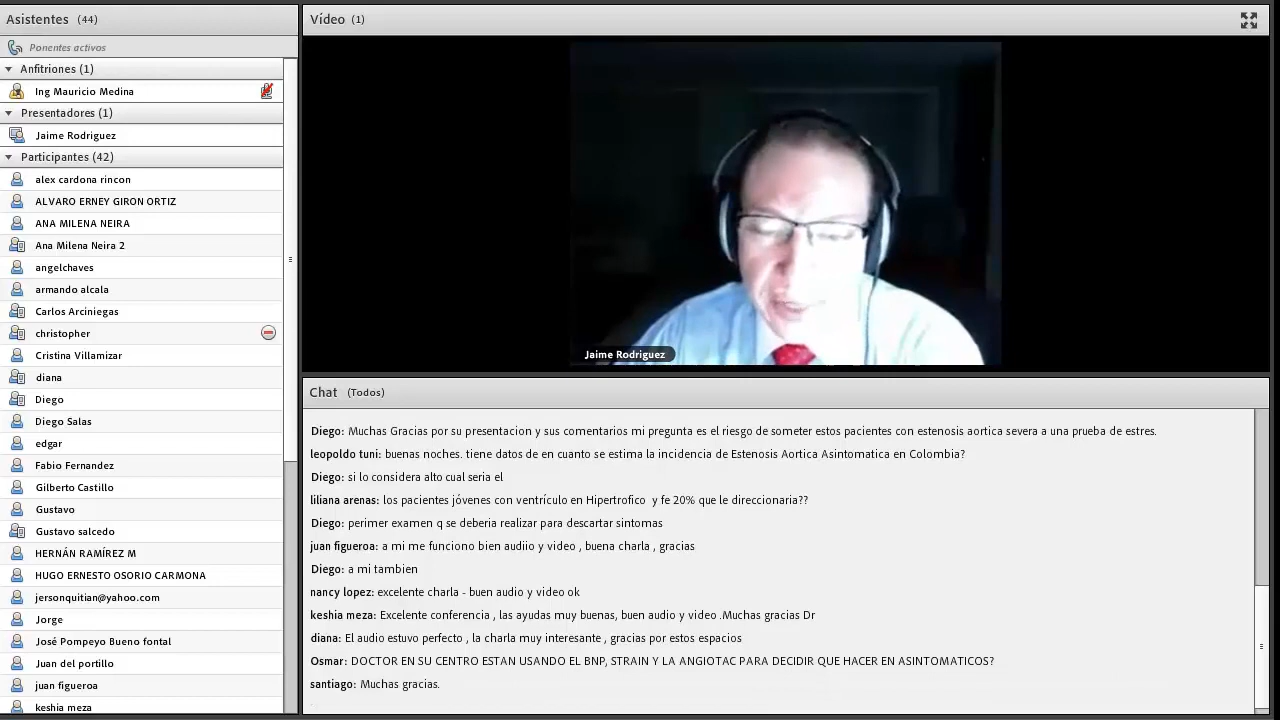 Asistentes (44)
Ponentes activos
Anfitriones (1)
Ing Mauricio Medina
Presentadores (1)
Jaime Rodriguez
Participantes (42)
alex cardona rincon
ALVARO ERNEY GIRON ORTIZ
ANA MILENA NEIRA
Ana Milena Neira 2
angelchaves
armando alcala
Carlos Arciniegas
christopher
Cristina Villamizar
diana
Diego
Diego Salas
edgar
Fabio Fernandez
Gilberto Castillo
Gustavo
Gustavo salcedo
HERNÁN RAMÍREZ M
HUGO ERNESTO OSORIO CARMONA
jersonquitian@yahoo.com
Jorge
José Pompeyo Bueno fontal
Juan del portillo
juan figueroa
keshia meza
Vídeo (1)
Jaime Rodriguez
Chat (Todos)
Diego: Muchas Gracias por su presentacion y sus comentarios mi pregunta es el riesgo de someter estos pacientes con estenosis aortica severa a una prueba de estres.
leopoldo tuni: buenas noches. tiene datos de en cuanto se estima la incidencia de Estenosis Aortica Asintomatica en Colombia?
Diego: si lo considera alto cual seria el
liliana arenas: los pacientes jóvenes con ventrículo en Hipertrofico y fe 20% que le direccionaria??
Diego: perimer examen q se deberia realizar para descartar sintomas
juan figueroa: a mi me funciono bien audiio y video , buena charla , gracias
Diego: a mi tambien
nancy lopez: excelente charla - buen audio y video ok
keshia meza: Excelente conferencia , las ayudas muy buenas, buen audio y video .Muchas gracias Dr
diana: El audio estuvo perfecto , la charla muy interesante , gracias por estos espacios
Osmar: DOCTOR EN SU CENTRO ESTAN USANDO EL BNP, STRAIN Y LA ANGIOTAC PARA DECIDIR QUE HACER EN ASINTOMATICOS?
santiago: Muchas gracias.